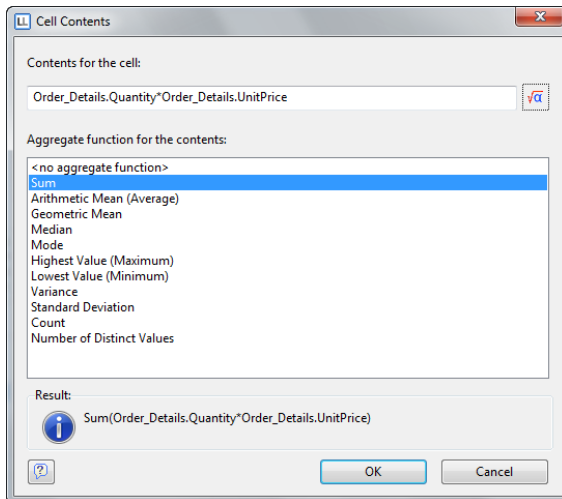 LL Cell Contents
Contents for the cell:
Order_Details.Quantity*Order_Details.UnitPrice
√α
Aggregate function for the contents:
<no aggregate function>
Sum
Arithmetic Mean (Average)
Geometric Mean
Median
Mode
Highest Value (Maximum)
Lowest Value (Minimum)
Variance
Standard Deviation
Count
Number of Distinct Values
Result:
Sum(Order_Details.Quantity*Order_Details.UnitPrice)
? OK Cancel